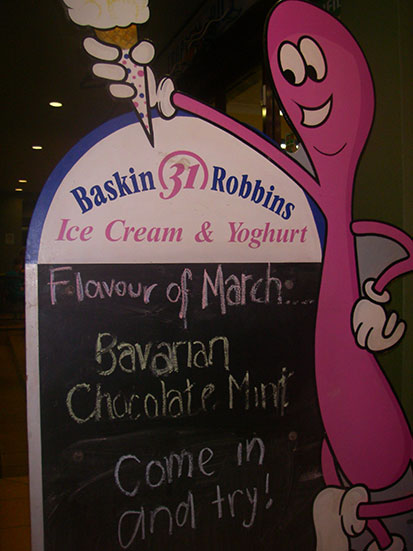 Baskin 31 Robbins
Ice Cream & Yoghurt
Flavour of March....
Bavarian
Chocolate Mint
Come in
and try!